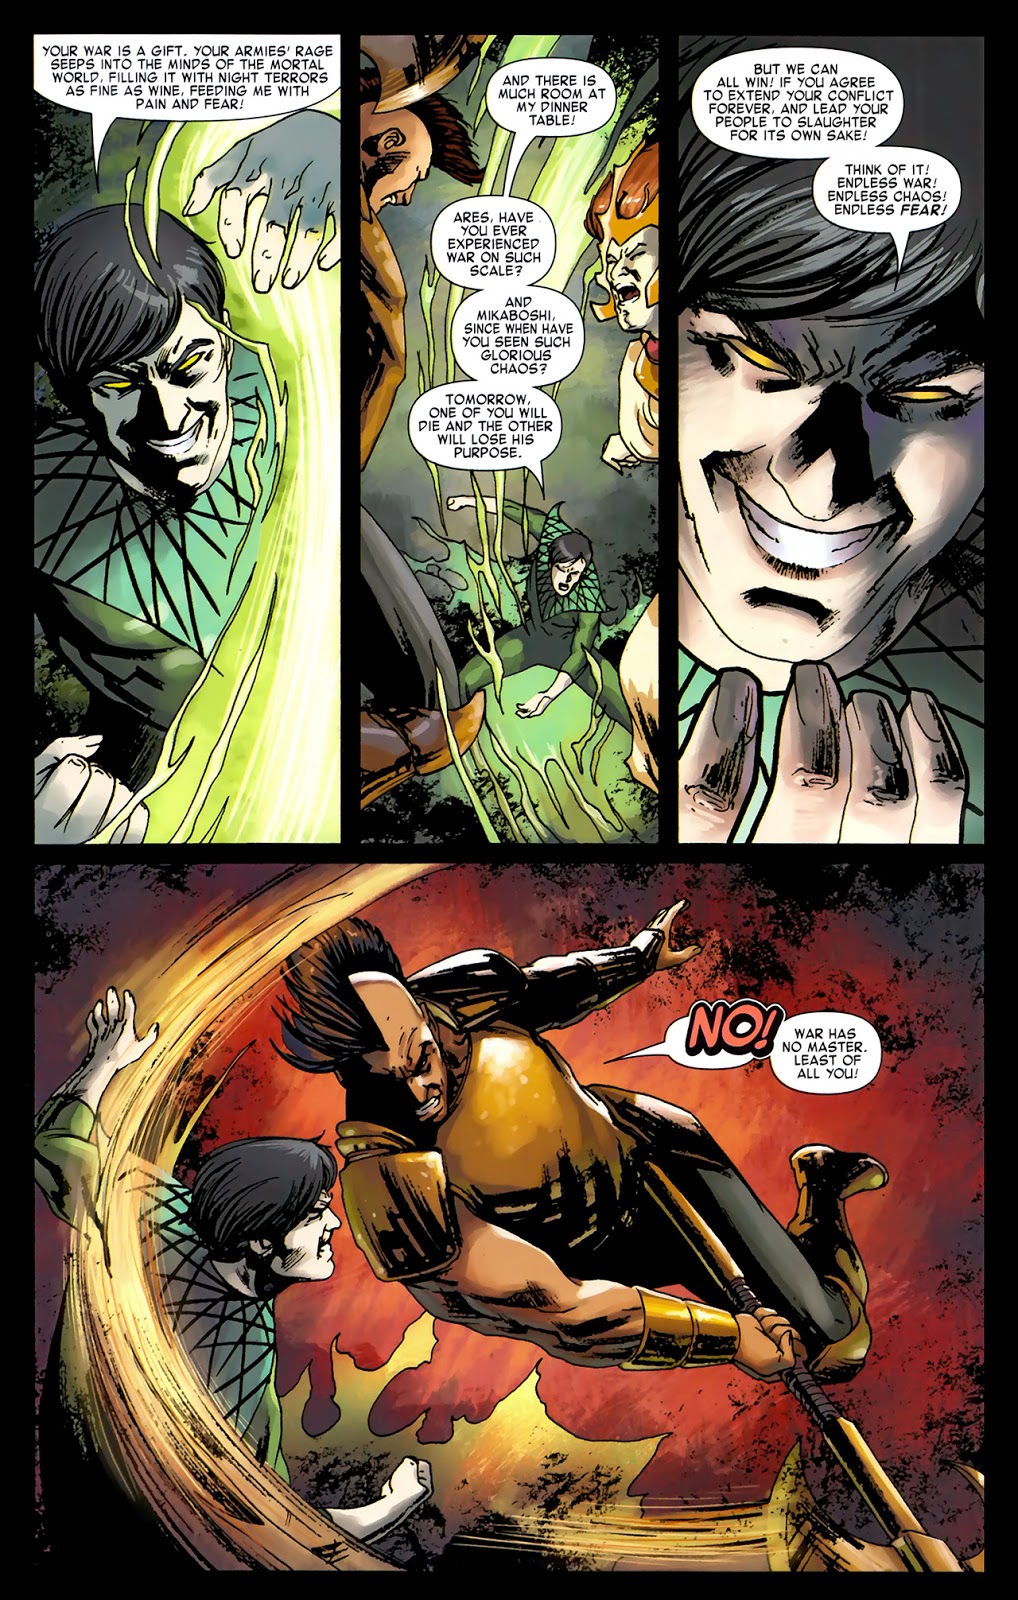 YOUR WAR IS A GIFT. YOUR ARMIES' RAGE
SEEPS INTO THE MINDS OF THE MORTAL
WORLD, FILLING IT WITH NIGHT TERRORS
AS FINE AS WINE, FEEDING ME WITH
PAIN AND FEAR!
AND THERE IS
MUCH ROOM AT
MY DINNER
TABLE!
ARES, HAVE
YOU EVER
EXPERIENCED
WAR ON SUCH
SCALE?
AND
MIKABOSHI,
SINCE WHEN HAVE
YOU SEEN SUCH
GLORIOUS
CHAOS?
TOMORROW,
ONE OF YOU WILL
DIE AND THE OTHER
WILL LOSE HIS
PURPOSE.
BUT WE CAN
ALL WIN! IF YOU AGREE
TO EXTEND YOUR CONFLICT
FOREVER, AND LEAD YOUR
PEOPLE TO SLAUGHTER
FOR ITS OWN SAKE!
THINK OF IT!
ENDLESS WAR!
ENDLESS CHAOS!
ENDLESS FEAR!
NO!
WAR HAS
NO MASTER.
LEAST OF
ALL YOU!